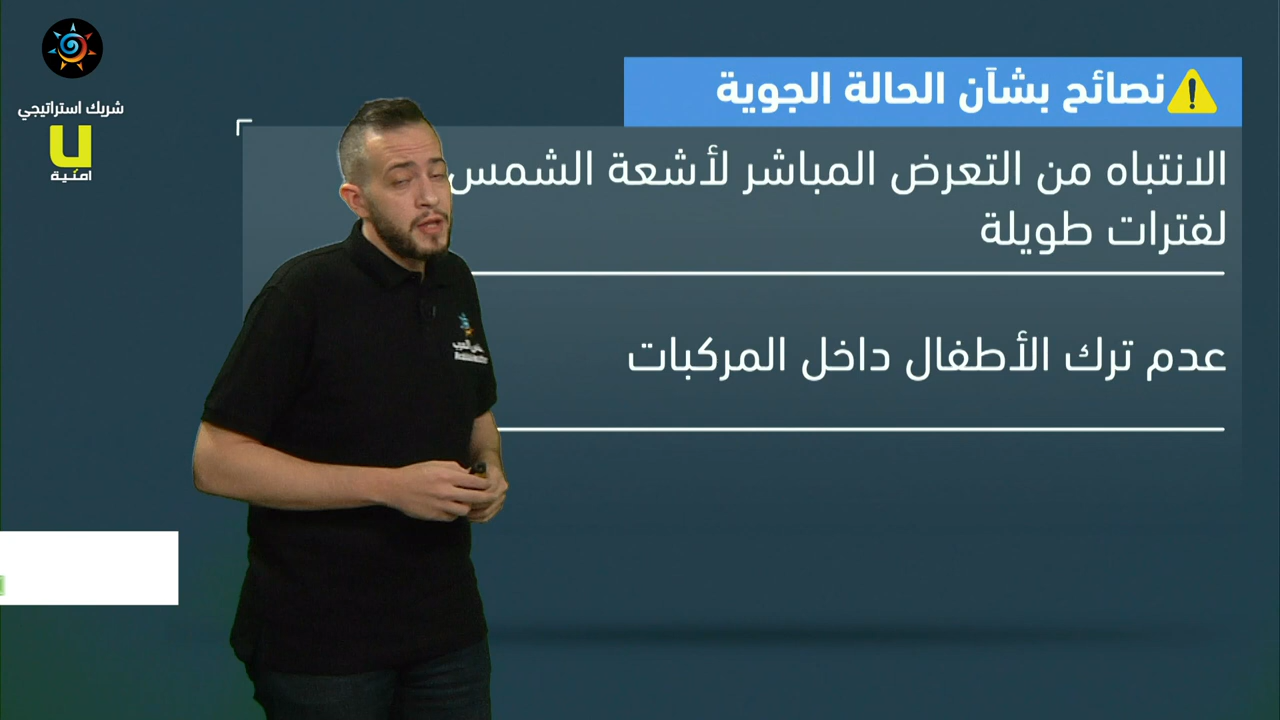 نصائح بشأن الحالة الجوية
الانتباه من التعرض المباشر لأشعة الشمس
لفترات طويلة
عدم ترك الأطفال داخل المركبات
شريك استراتيجي
امنية